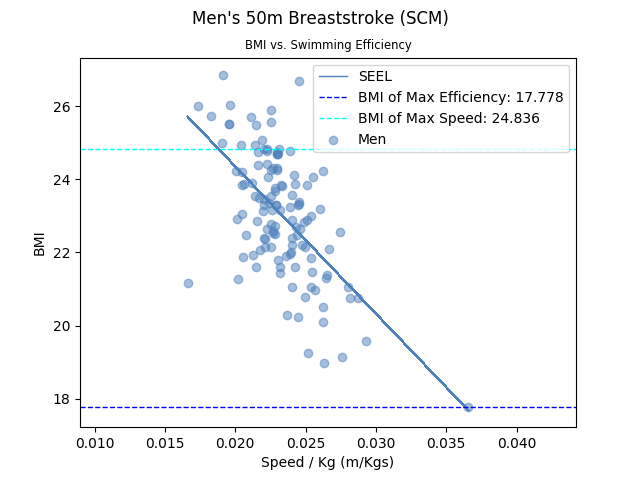 Men's 50m Breaststroke (SCM)
BMI vs. Swimming Efficiency
SEEL
BMI of Max Efficiency: 17.778
BMI of Max Speed: 24.836
Men
BMI
26
24
22
20
18
0.010 0.015 0.020 0.025 0.030 0.035 0.040
Speed / Kg (m/Kgs)